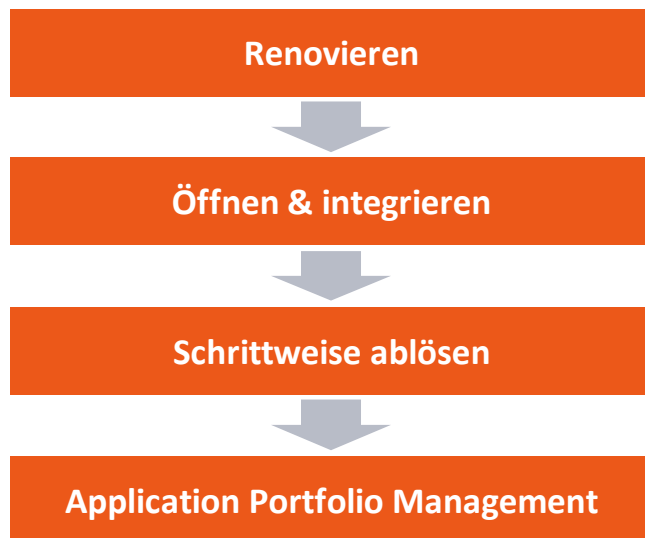 Renovieren
Öffnen & integrieren
Schrittweise ablösen
Application Portfolio Management